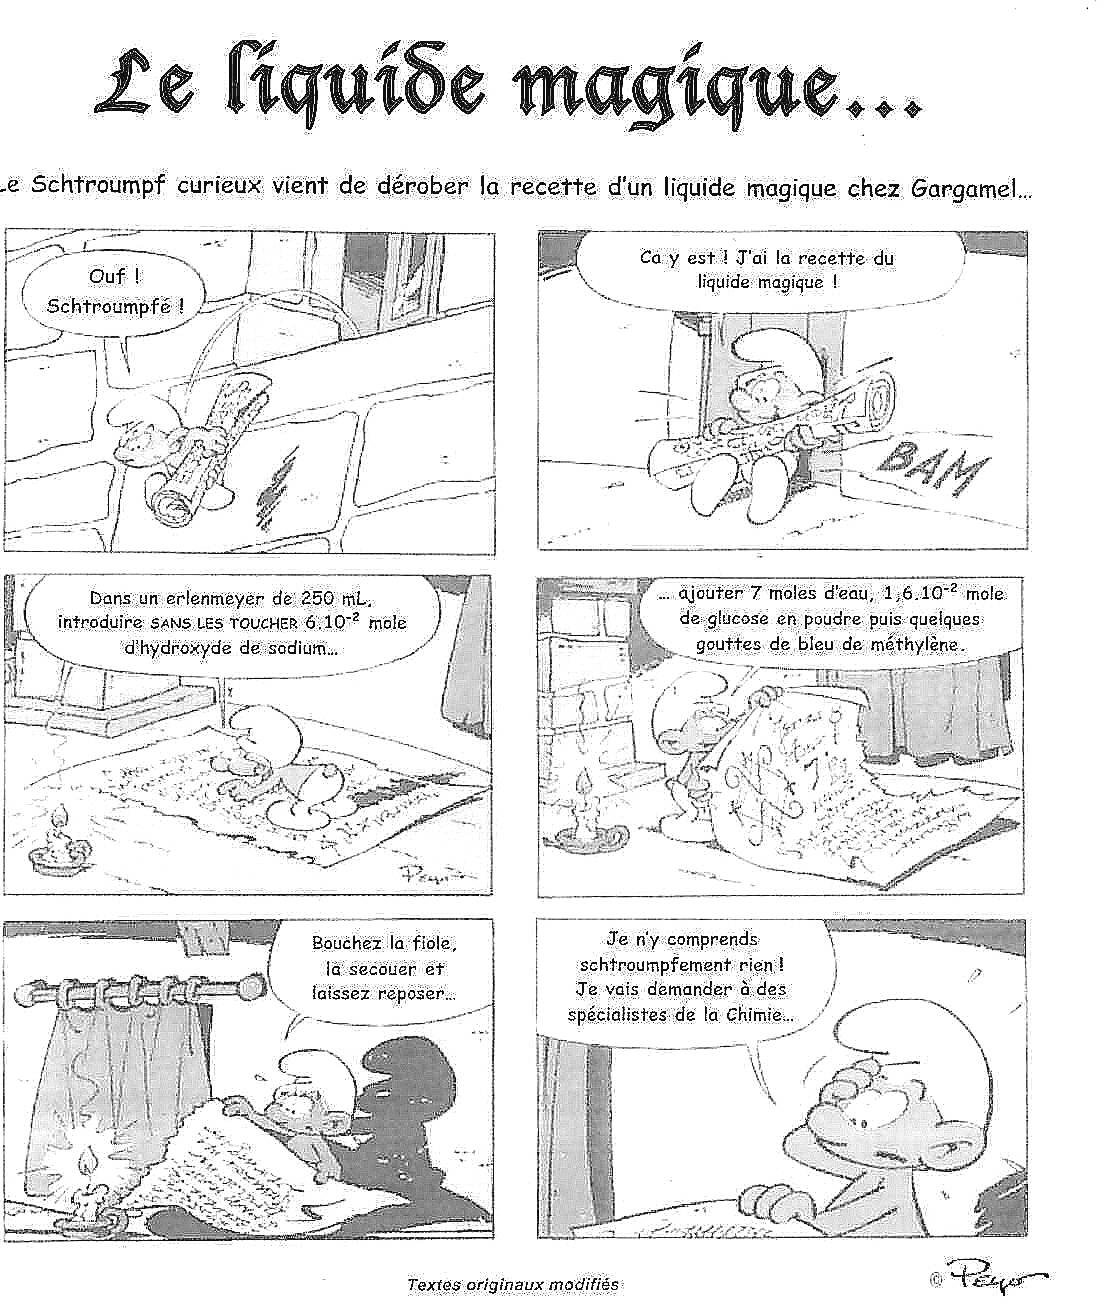 Le liquide magique...
Le Schtroumpf curieux vient de dérober la recette d'un liquide magique chez Gargamel...
Ouf !
Schtroumpfé !
Ca y est ! J'ai la recette du
liquide magique !
BAM
Dans un erlenmeyer de 250 mL,
introduire SANS LES TOUCHER 6.10⁻² mole
d'hydroxyde de sodium...
Peyo
... ajouter 7 moles d'eau, 1,6.10⁻² mole
de glucose en poudre puis quelques
gouttes de bleu de méthylène.
Bouchez la fiole,
la secouer et
laissez reposer...
Je n'y comprends
schtroumpfement rien !
Je vais demander à des
spécialistes de la Chimie...
Textes originaux modifiés
© Peyo